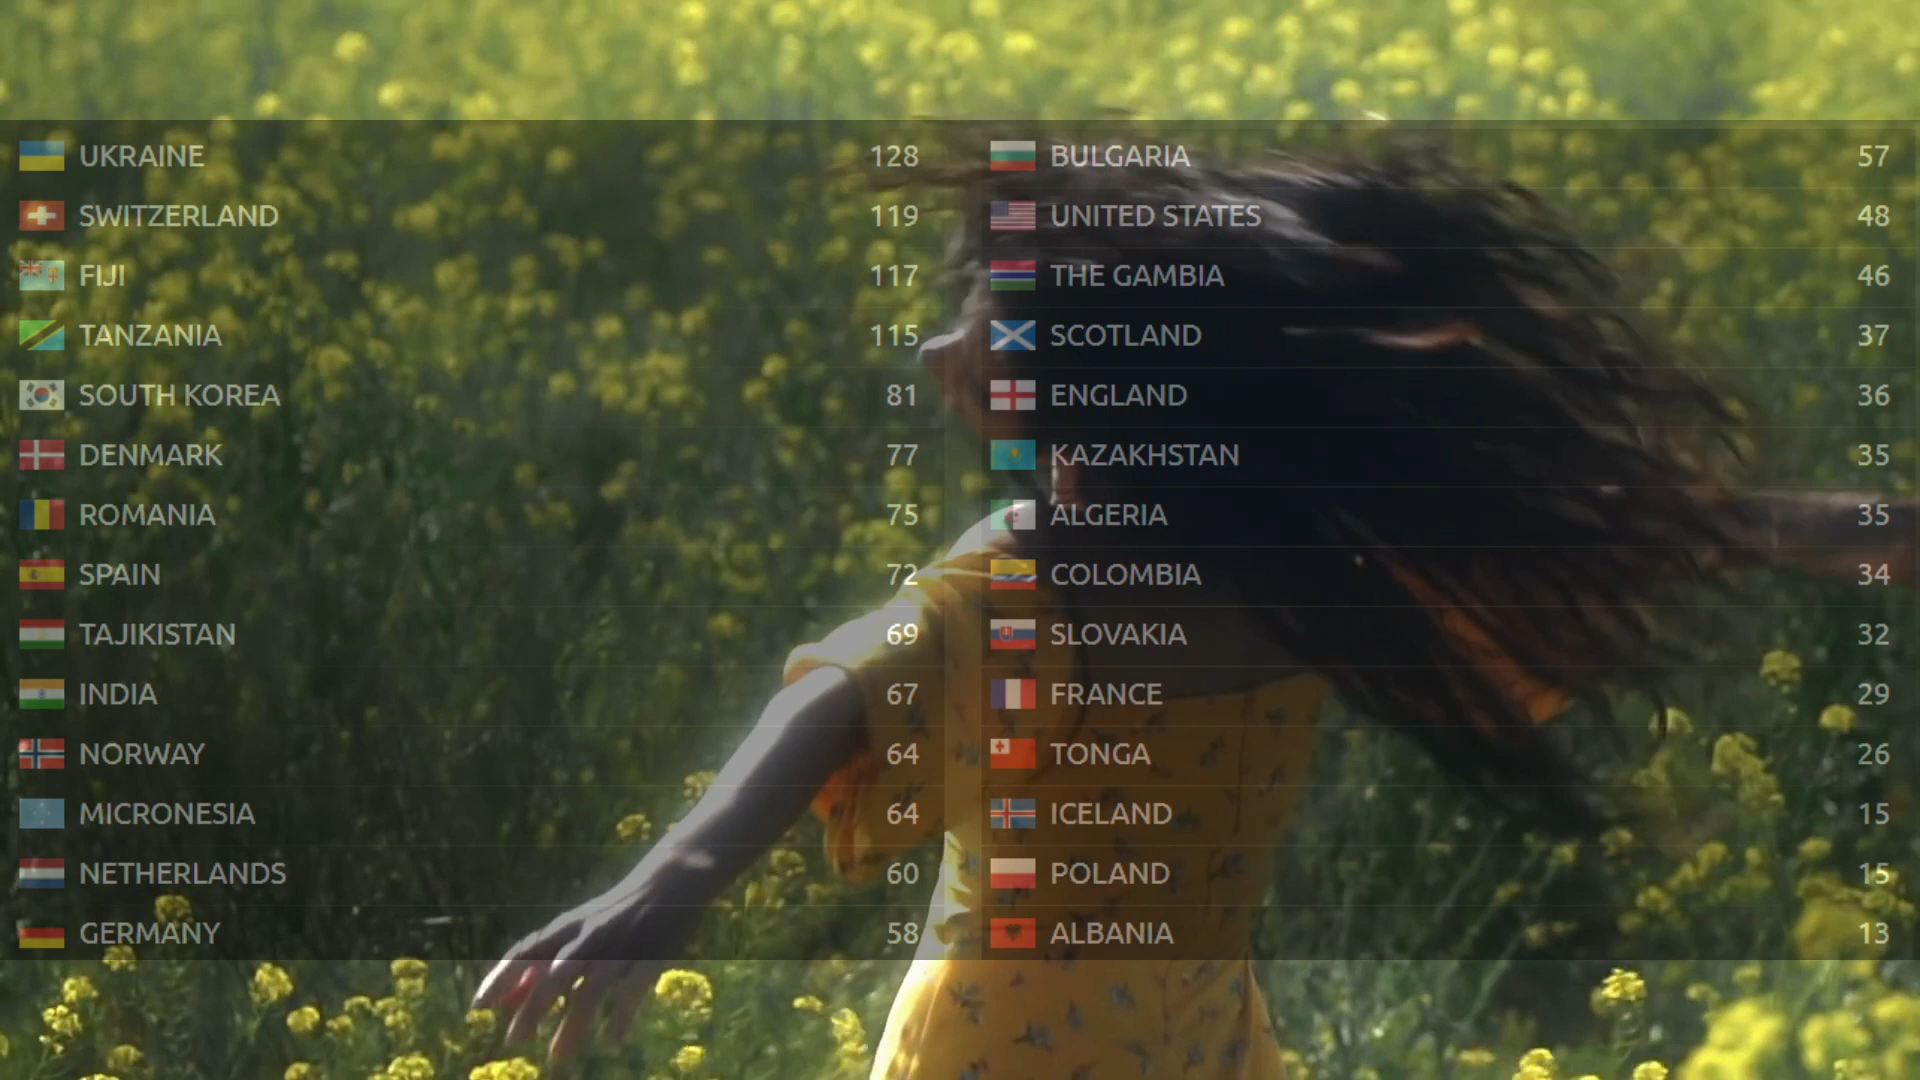 UKRAINE 128
SWITZERLAND 119
FIJI 117
TANZANIA 115
SOUTH KOREA 81
DENMARK 77
ROMANIA 75
SPAIN 72
TAJIKISTAN 69
INDIA 67
NORWAY 64
MICRONESIA 64
NETHERLANDS 60
GERMANY 58
BULGARIA 57
UNITED STATES 48
THE GAMBIA 46
SCOTLAND 37
ENGLAND 36
KAZAKHSTAN 35
ALGERIA 35
COLOMBIA 34
SLOVAKIA 32
FRANCE 29
TONGA 26
ICELAND 15
POLAND 15
ALBANIA 13